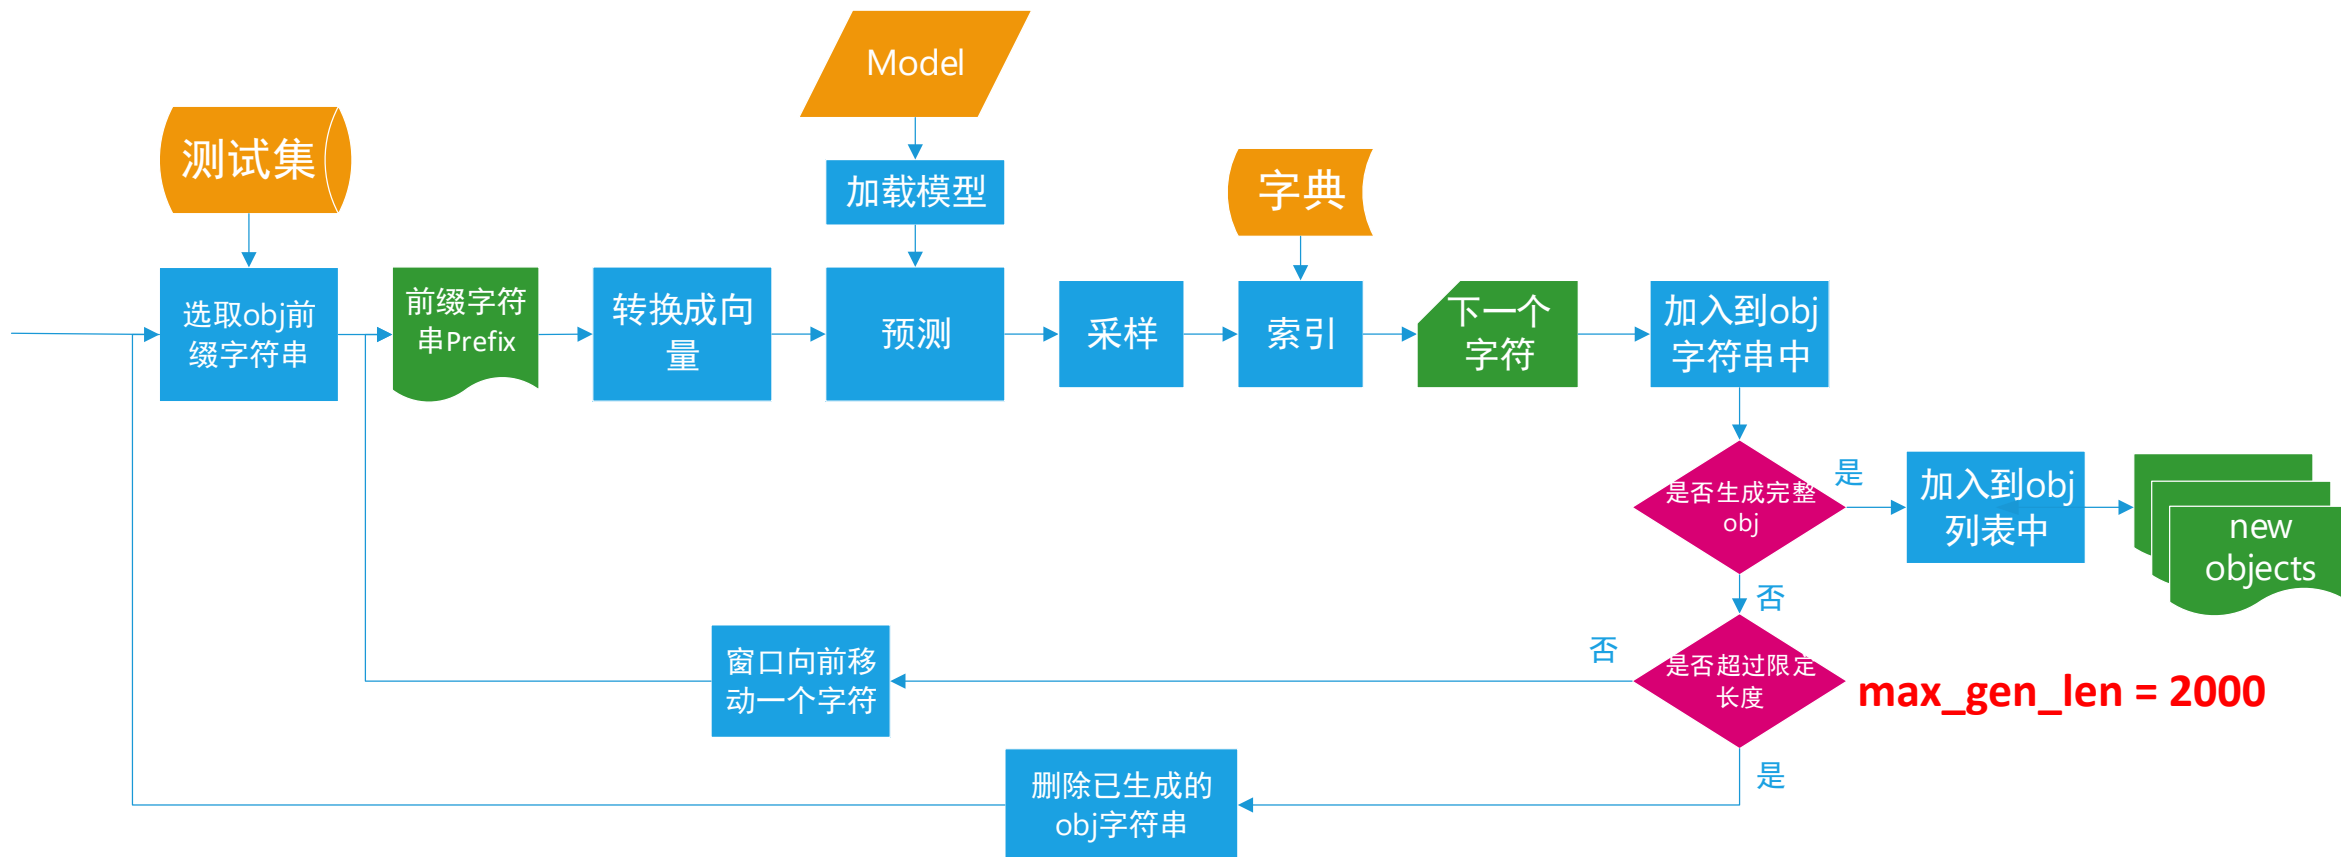 Model
测试集
加载模型
字典
选取obj前
缀字符串
前缀字符
串Prefix
转换成向
量
预测
采样
索引
下一个
字符
加入到obj
字符串中
是否生成完整
obj
是
加入到obj
列表中
new
objects
否
是否超过限定
长度
max_gen_len = 2000
否
窗口向前移
动一个字符
是
删除已生成的
obj字符串